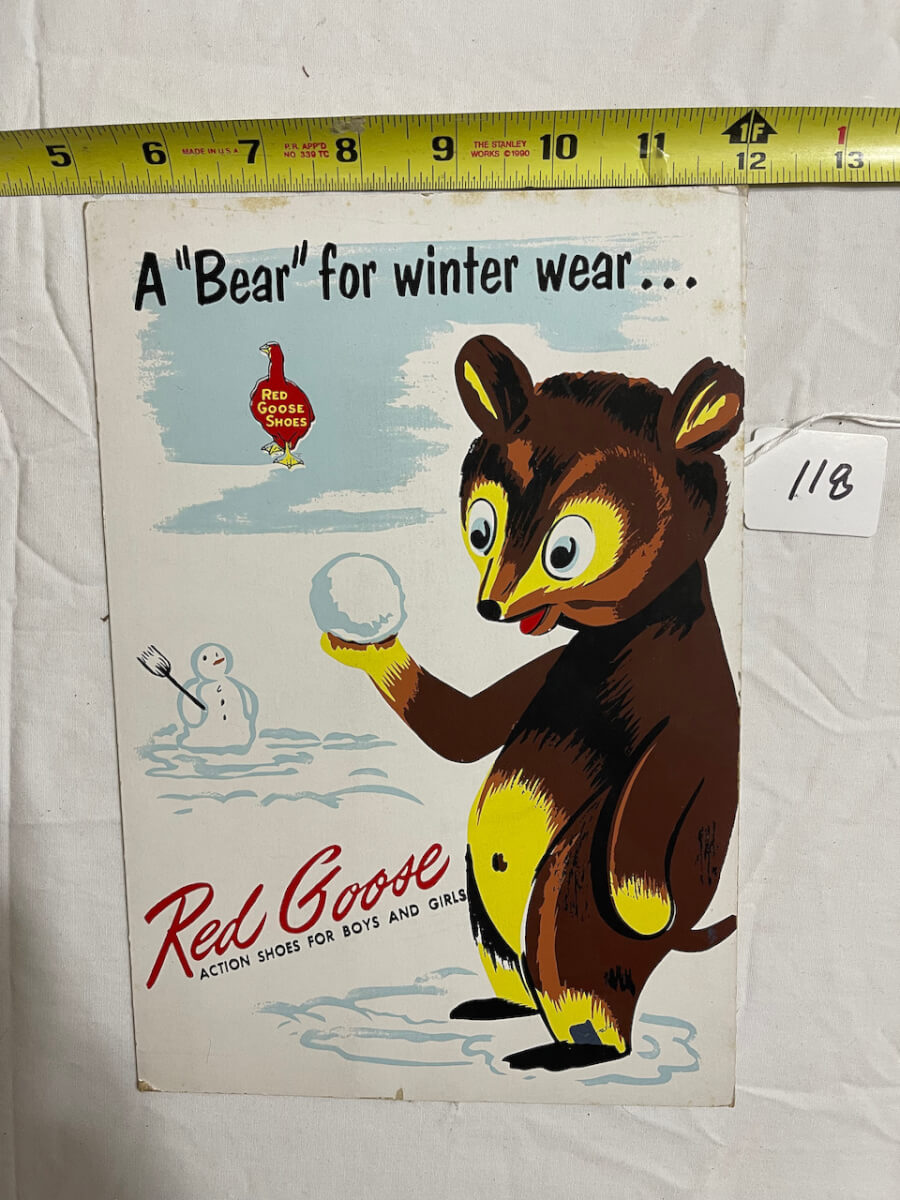 5 6 MADE IN U.S.A 7 P.R. APP'D NO 339 TC 8 9 THE STANLEY WORKS © 1990 10 11 1F 12 1 13
A "Bear" for winter wear...
RED
GOOSE
SHOES
118
Red Goose
ACTION SHOES FOR BOYS AND GIRLS